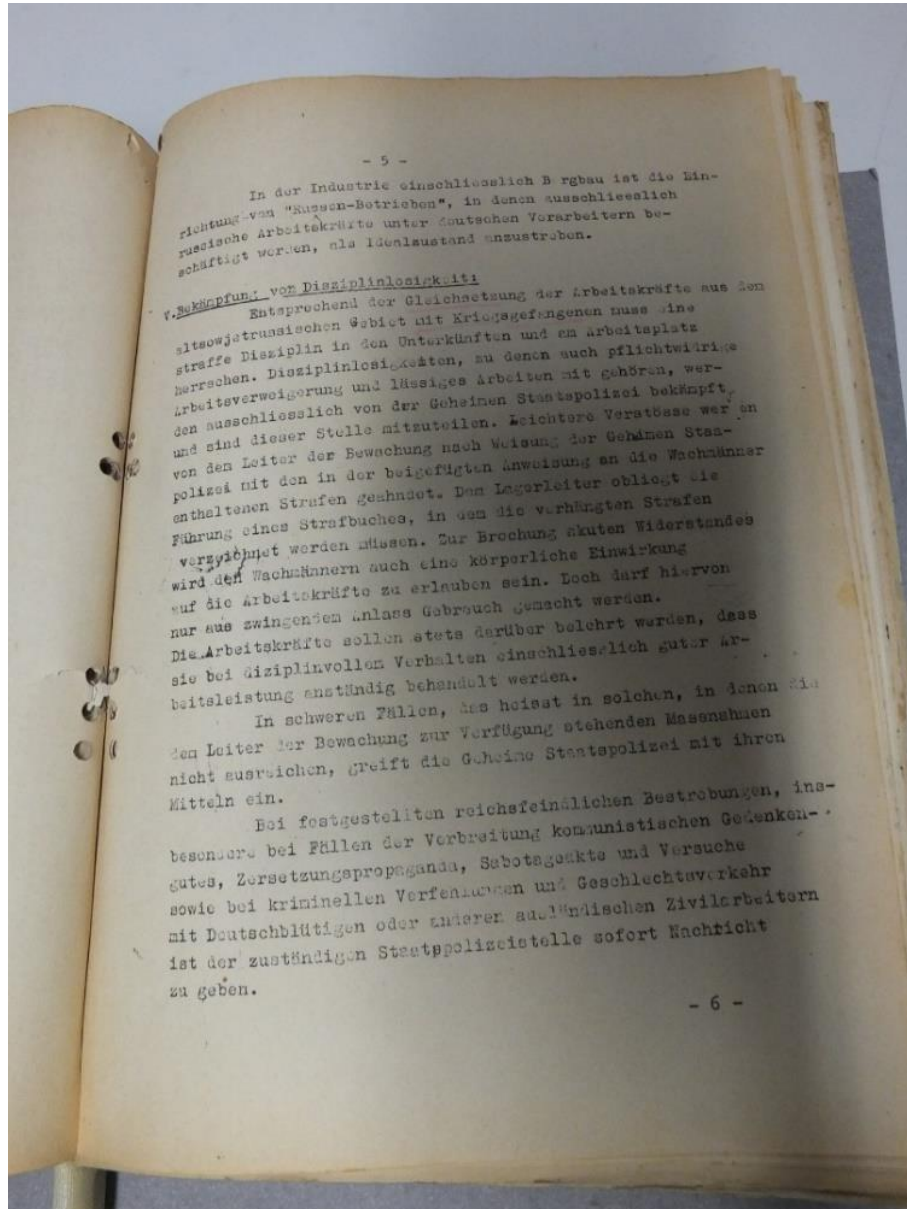 - 5 -
In der Industrie einschliesslich B rgbau ist die Ein-
richtung von "Russen-Betrieben", in denen ausschliesslich
russische Arbeitskräfte unter deutschen Vorarbeitern be-
schäftigt werden, als Idealzustand anzustreben.
V. Bekämpfung von Disziplinlosigkeit:
Entsprechend der Gleichsetzung der Arbeitskräfte aus dem
altsowjetrussischen Gebiet mit Kriegsgefangenen muss eine
straffe Disziplin in den Unterkünften und am Arbeitsplatz
herrschen. Disziplinlosigkeiten, zu denen auch pflichtwidrige
Arbeitsverweigerung und lässiges Arbeiten mit gehören, wer-
den ausschliesslich von der Geheimen Staatspolizei bekämpft
und sind dieser Stelle mitzuteilen. Leichtere Verstösse wer en
von dem Leiter der Bewachung nach Weisung der Geheimen Staa-
polizei mit den in der beigefügten Anweisung an die Wachmänner
enthaltenen Strafen geahndet. Dem Lagerleiter obliegt die
Führung eines Strafbuches, in dem die verhängten Strafen
verzeichnet werden müssen. Zur Brechung akuten Widerstandes
wird den Wachmännern auch eine körperliche Einwirkung
auf die Arbeitskräfte zu erlauben sein. Doch darf hiervon
nur aus zwingendem Anlass Gebrauch gemacht werden.
Die Arbeitskräfte sollen stets darüber belehrt werden, dass
sie bei diziplinvollem Verhalten einschliesslich guter Ar-
beitsleistung anständig behandelt werden.
In schweren Fällen, das heisst in solchen, in denen die
dem Leiter der Bewachung zur Verfügung stehenden Massnahmen
nicht ausreichen, greift die Geheime Staatspolizei mit ihren
Mitteln ein.
Bei festgestellten reichsfeindlichen Bestrebungen, ins-
besondere bei Fällen der Verbreitung kommunistischen Gedenken-
gutes, Zersetzungspropaganda, Sabotageakte und Versuche
sowie bei kriminellen Verfehlungen und Geschlechtsverkehr
mit Deutschblütigen oder anderen ausländischen Zivilarbeitern
ist der zuständigen Staatspolizeistelle sofort Nachricht
zu geben.
- 6 -